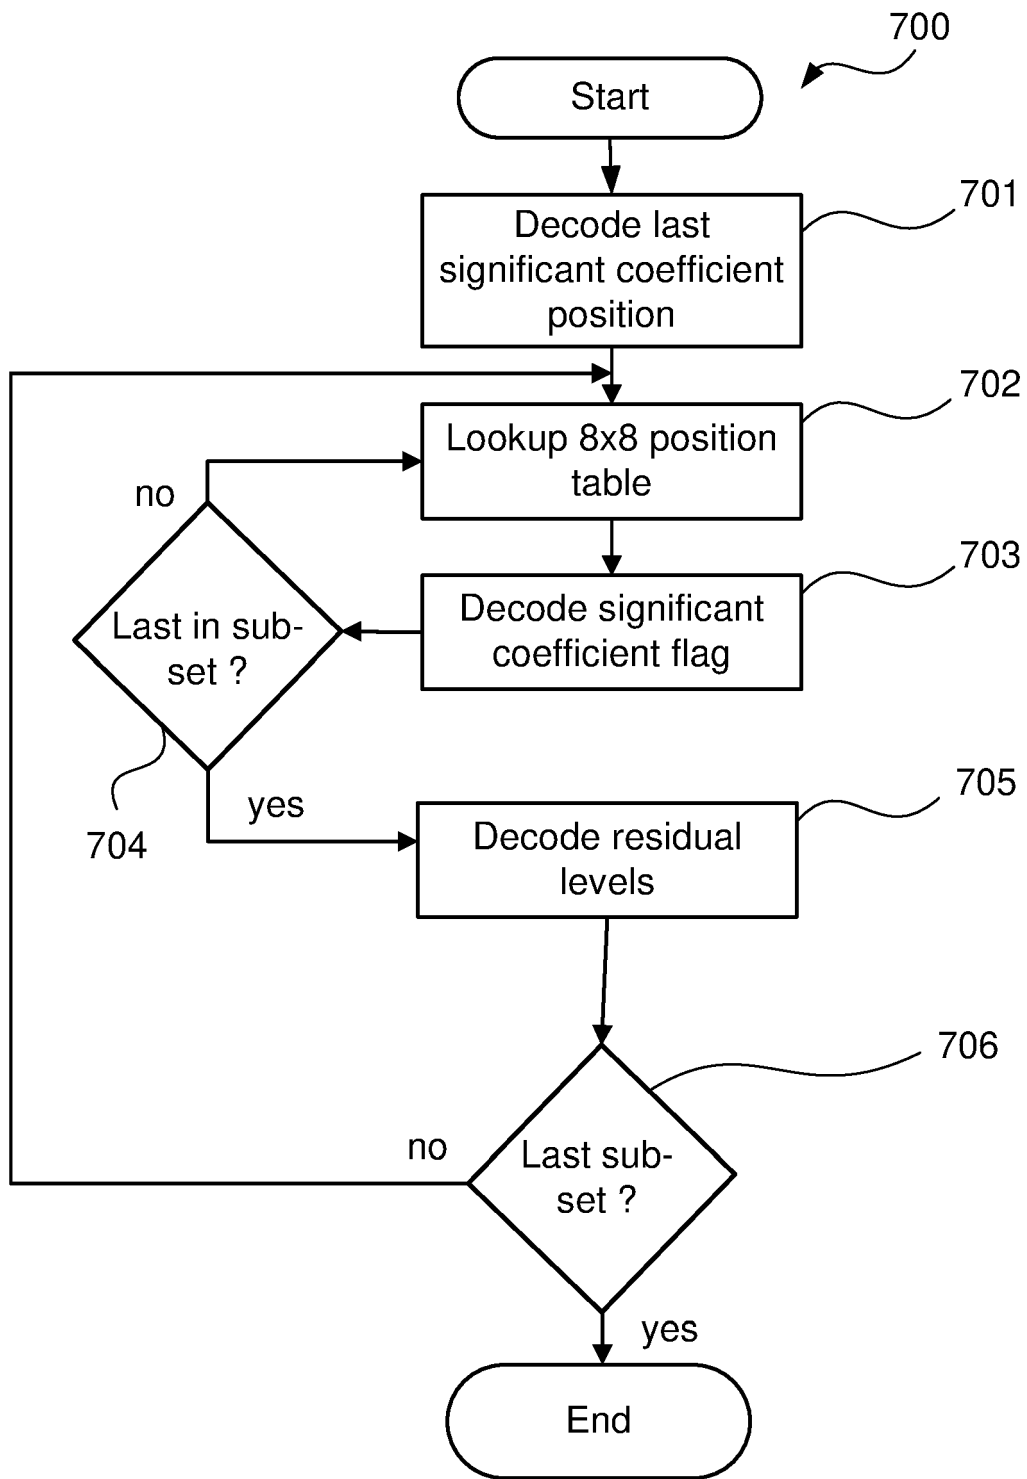 700
Start
701
Decode last
significant coefficient
position
702
Lookup 8x8 position
table
no
703
Decode significant
coefficient flag
Last in sub-
set ?
704
yes
705
Decode residual
levels
706
no
Last sub-
set ?
yes
End